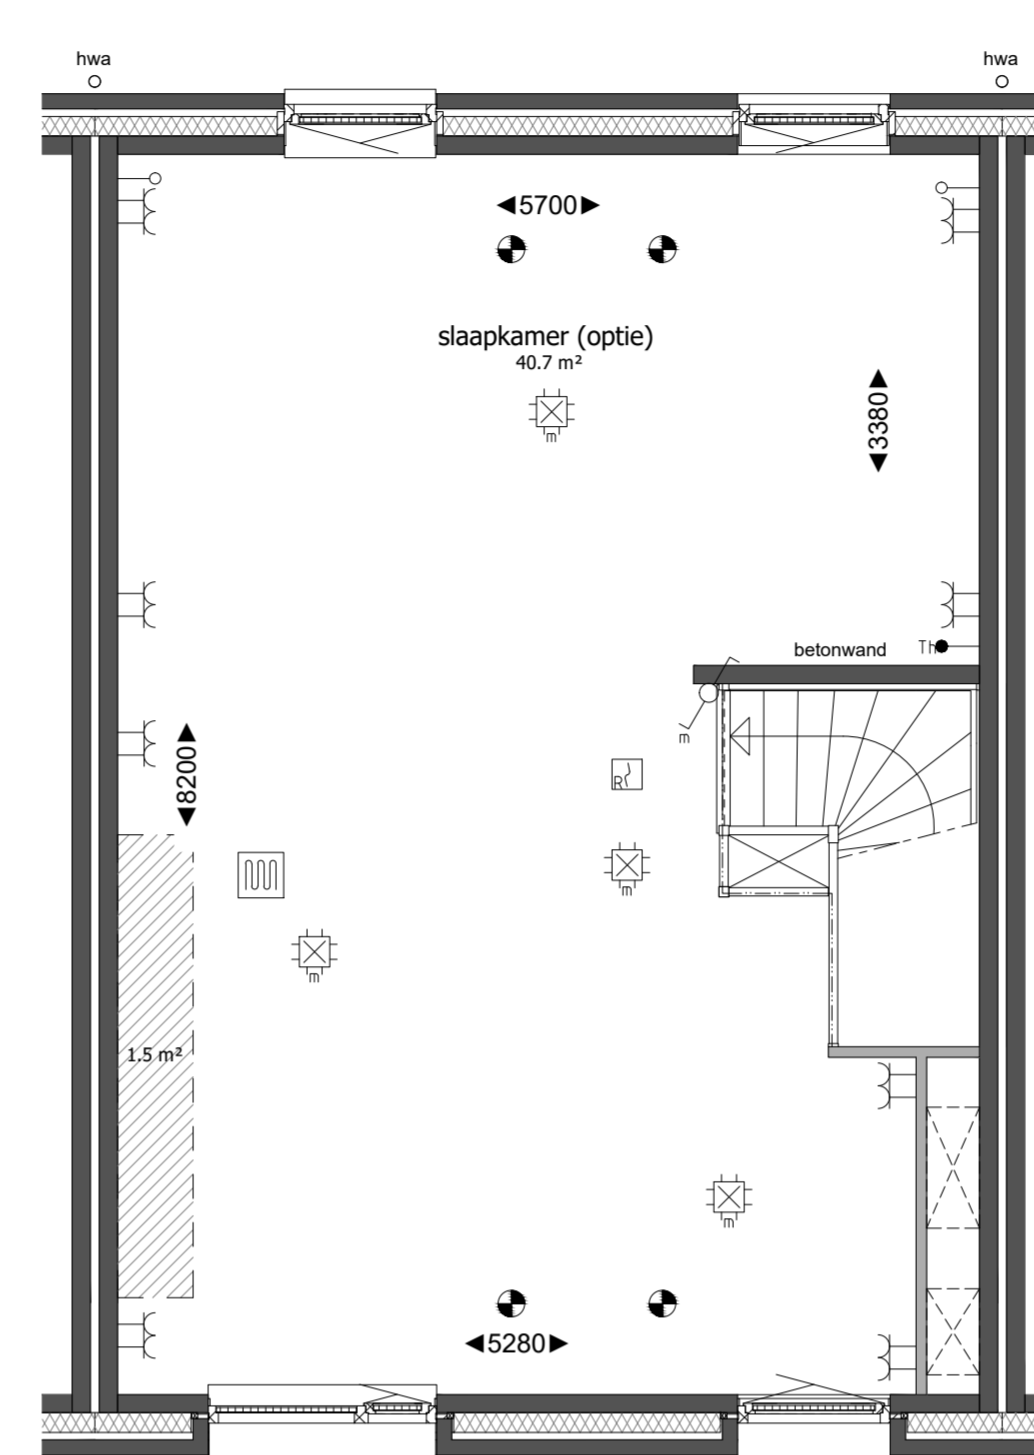 hwa
hwa
5700
slaapkamer (optie)
40.7 m²
m
3380
betonwand
Th
m
8200
R
m
m
1.5 m²
m
5280